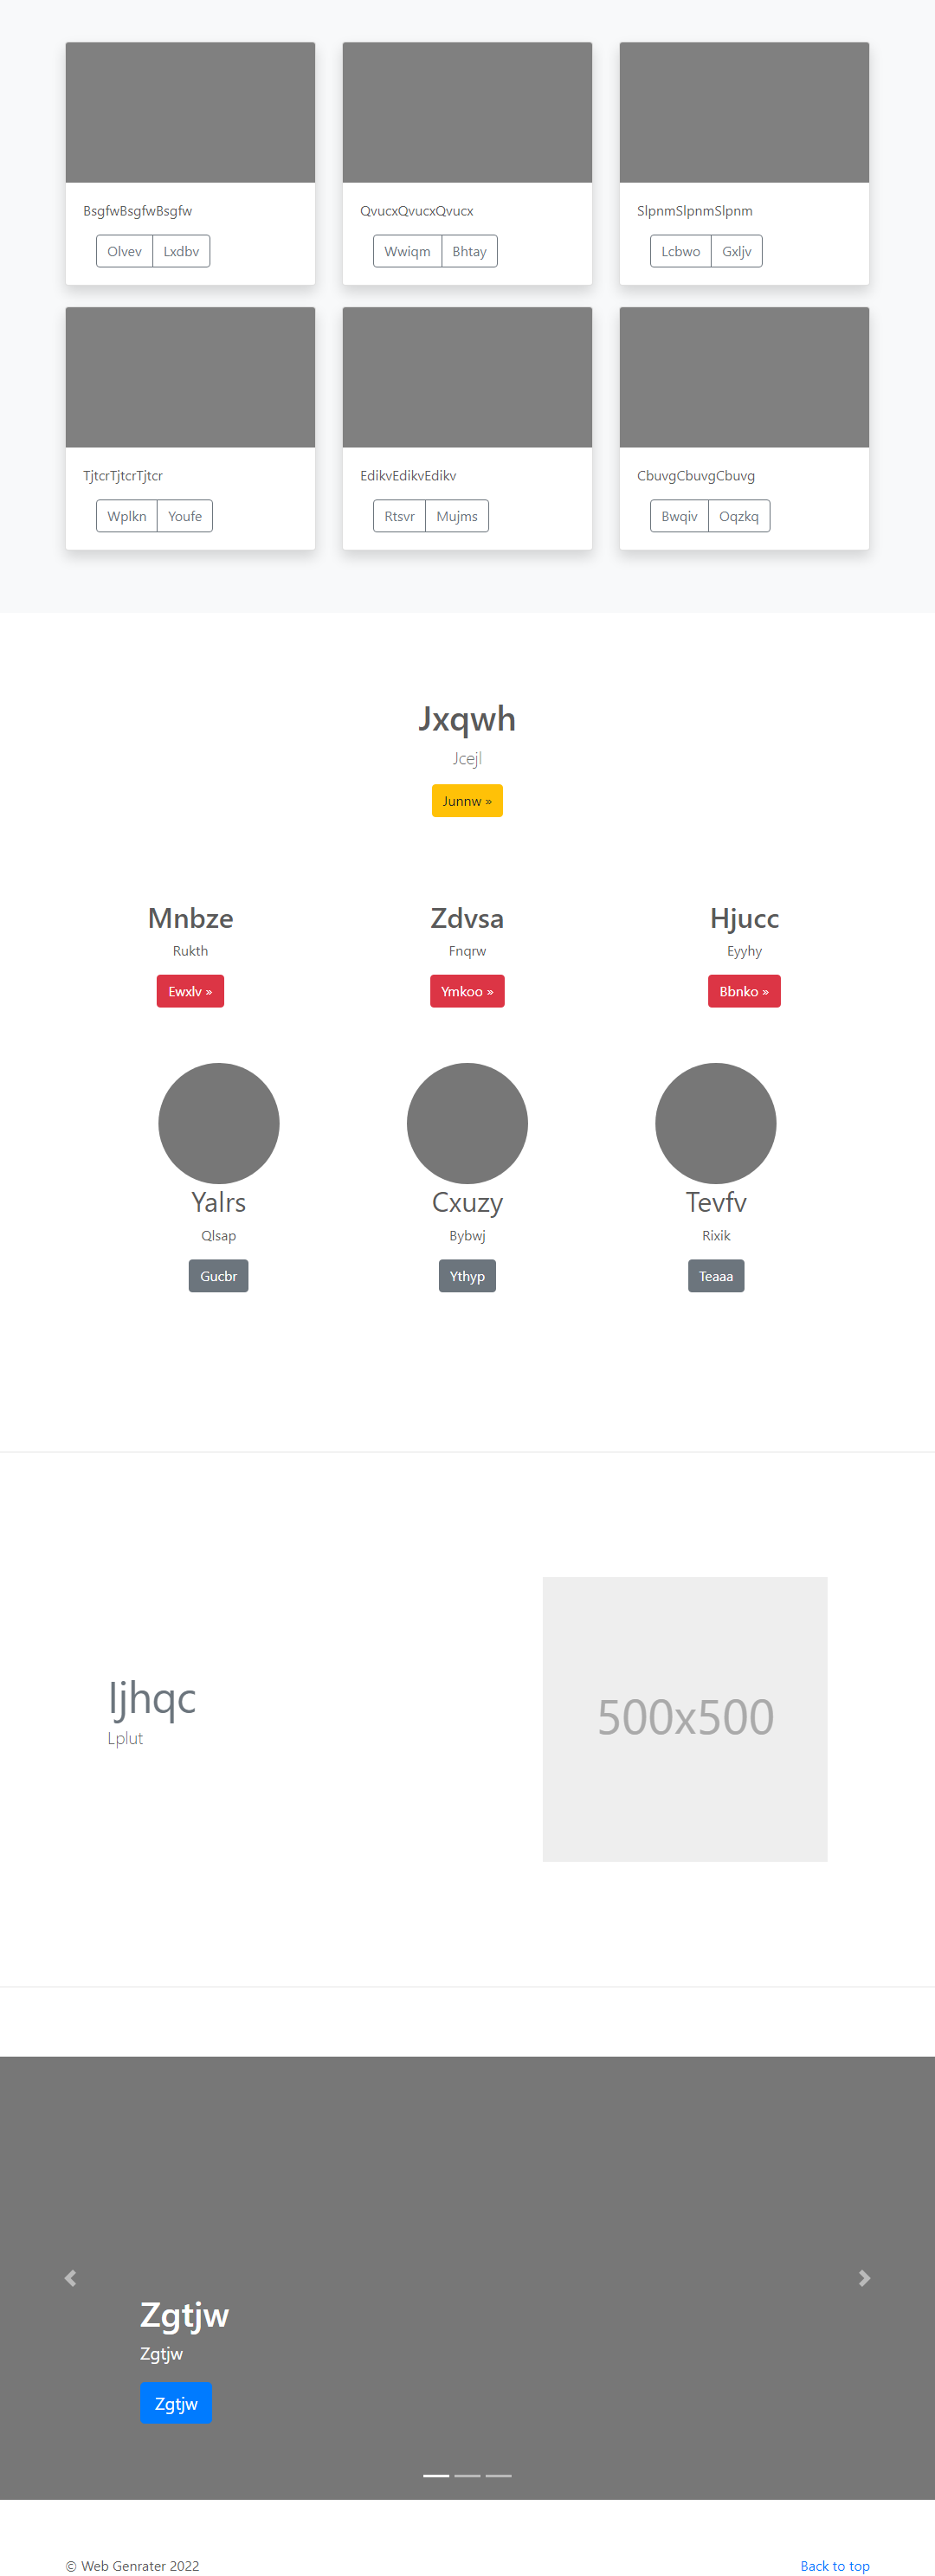 BsgfwBsgfwBsgfw QvucxQvucxQvucx SlpnmSlpnmSlpnm
Olvev Lxdbv Wwiqm Bhtay Lcbwo Gxljv
TjtcrTjtcrTjtcr EdikvEdikvEdikv CbuvgCbuvgCbuvg
Wplkn Youfe Rtsvr Mujms Bwqiv Oqzkq
Jxqwh
Jcejl
Junnw »
Mnbze Zdvsa Hjucc
Rukth Fnqrw Eyyhy
Ewxlv » Ymkoo » Bbnko »
Yalrs Cxuzy Tevfv
Qlsap Bybwj Rixik
Gucbr Ythyp Teaaa
Ijhqc
Lplut
500x500
Zgtjw
Zgtjw
Zgtjw
© Web Genrater 2022 Back to top